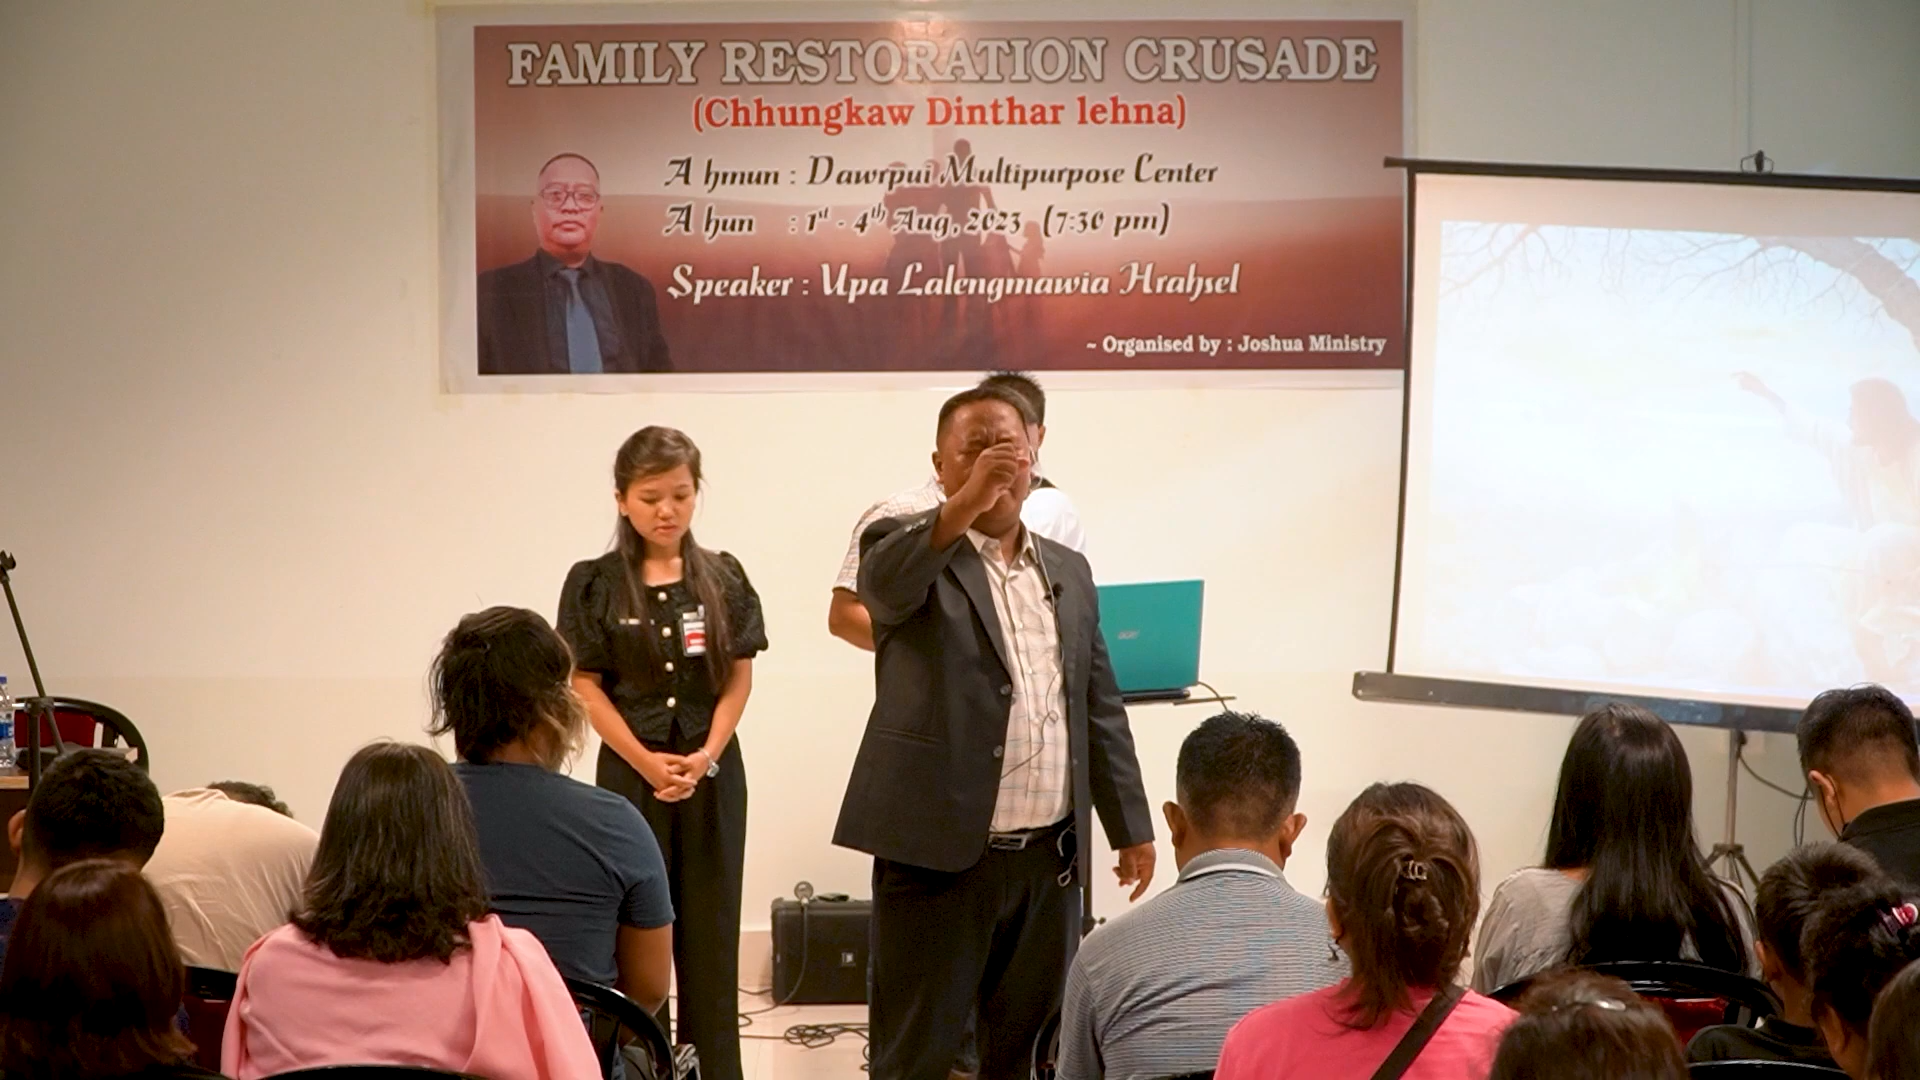 FAMILY RESTORATION CRUSADE
(Chhungkaw Dinthar lehna)
A hmun : Dawrpui Multipurpose Center
A hun : 1st - 4th Aug, 2023 (7:30 pm)
Speaker : Upa Lalengmawia Hrahsel
~ Organised by : Joshua Ministry
acer